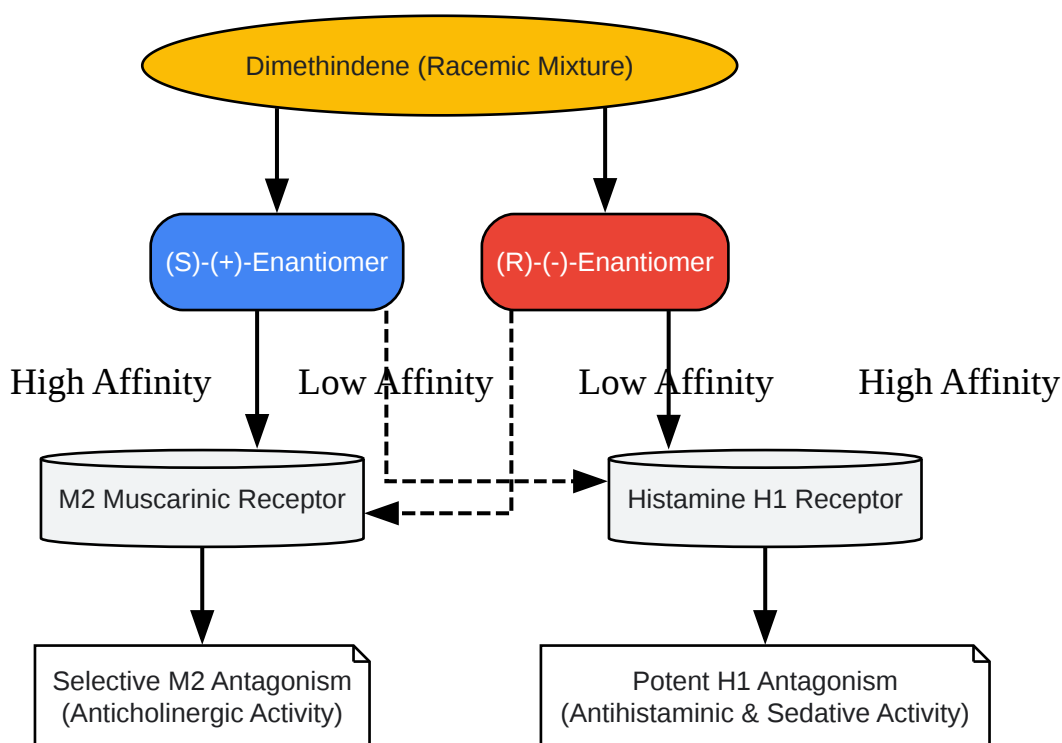 Dimethindene (Racemic Mixture)
(S)-(+)-Enantiomer
(R)-(-)-Enantiomer
High Affinity
Low Affinity
Low Affinity
High Affinity
M2 Muscarinic Receptor
Histamine H1 Receptor
Selective M2 Antagonism
(Anticholinergic Activity)
Potent H1 Antagonism
(Antihistaminic & Sedative Activity)